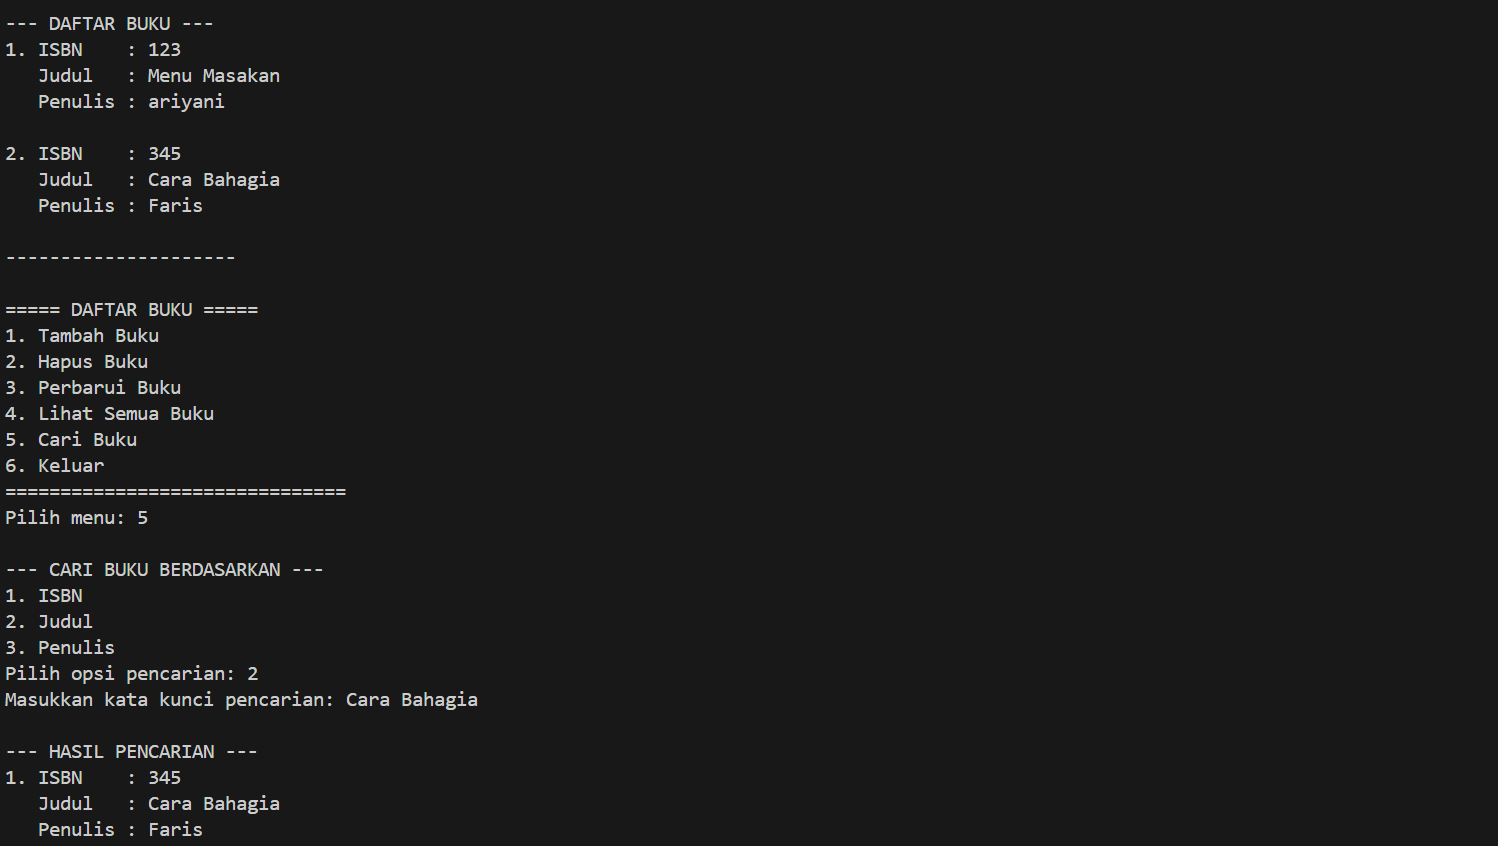 --- DAFTAR BUKU ---
1. ISBN    : 123
   Judul   : Menu Masakan
   Penulis : ariyani

2. ISBN    : 345
   Judul   : Cara Bahagia
   Penulis : Faris

---------------------

===== DAFTAR BUKU =====
1. Tambah Buku
2. Hapus Buku
3. Perbarui Buku
4. Lihat Semua Buku
5. Cari Buku
6. Keluar
===============================
Pilih menu: 5

--- CARI BUKU BERDASARKAN ---
1. ISBN
2. Judul
3. Penulis
Pilih opsi pencarian: 2
Masukkan kata kunci pencarian: Cara Bahagia

--- HASIL PENCARIAN ---
1. ISBN    : 345
   Judul   : Cara Bahagia
   Penulis : Faris